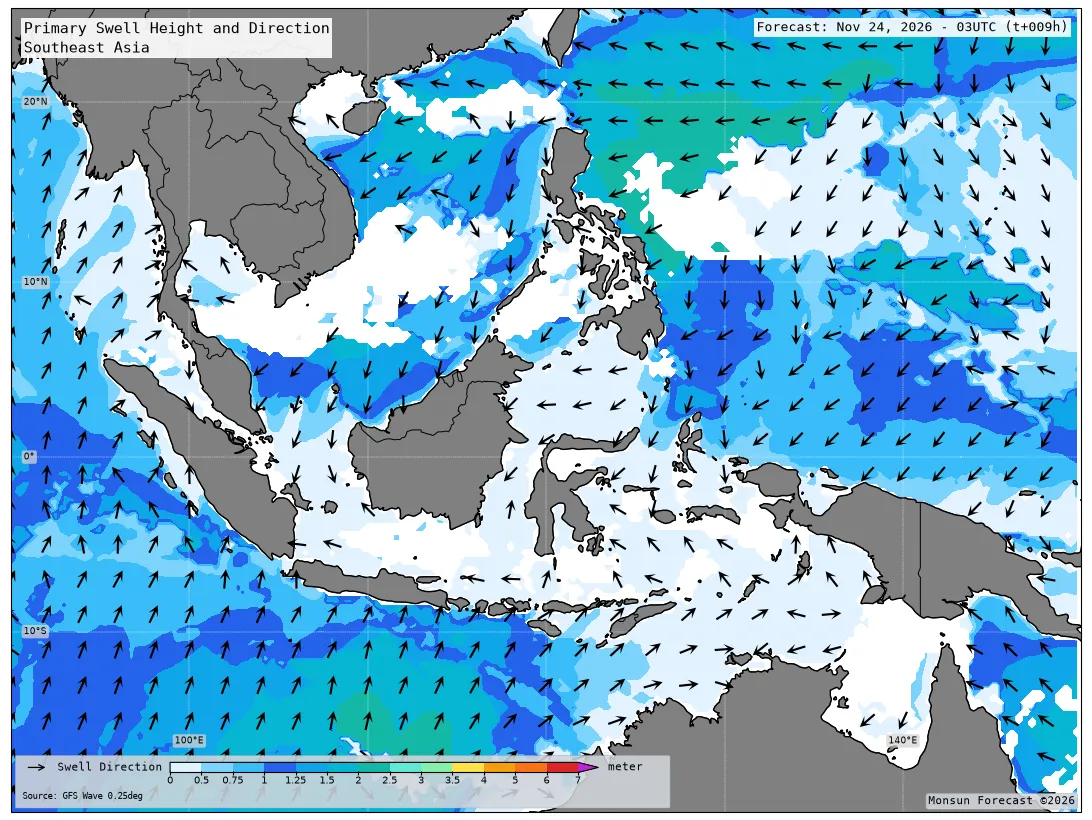 Primary Swell Height and Direction
Southeast Asia
Forecast: Nov 24, 2026 - 03UTC (t+009h)
20°N
10°N
0°
10°S
100°E
140°E
Swell Direction
meter
0 0.5 0.75 1 1.25 1.5 2 2.5 3 3.5 4 5 6 7
Source: GFS Wave 0.25deg
Monsun Forecast ©2026